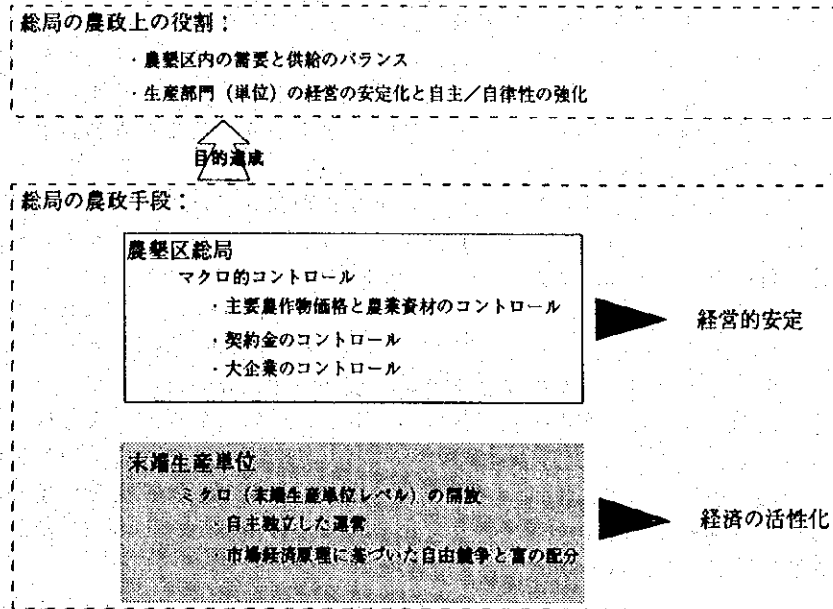 総局の農政上の役割：
・農墾区内の需要と供給のバランス
・生産部門（単位）の経営の安定化と自主／自律性の強化
目的達成
総局の農政手段：
農墾区総局
マクロ的コントロール
・主要農作物価格と農業資材のコントロール
・契約金のコントロール
・大企業のコントロール
経営的安定
末端生産単位
ミクロ（末端生産単位レベル）の開放
・自主独立した運営
・市場経済原理に基づいた自由競争と富の配分
経済の活性化